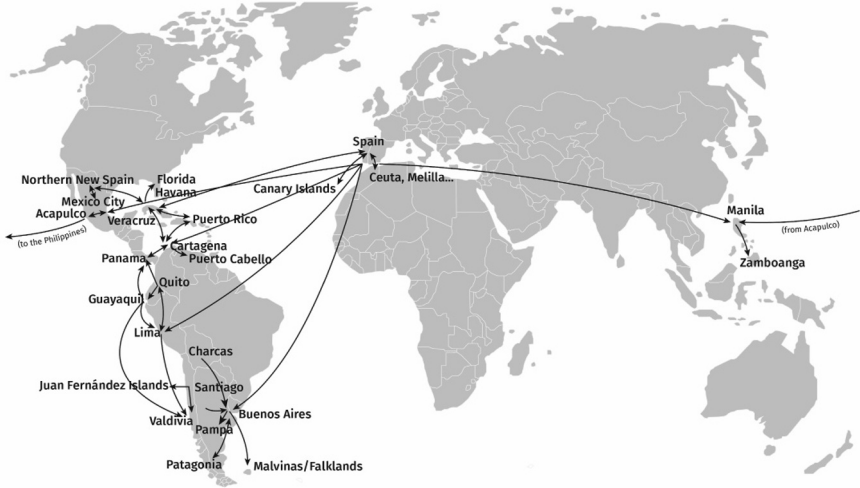 Spain
Ceuta, Melilla...
Canary Islands
Northern New Spain
Florida
Havana
Mexico City
Acapulco
Veracruz
Puerto Rico
(to the Philippines)
Manila
(from Acapulco)
Zamboanga
Cartagena
Panama
Puerto Cabello
Quito
Guayaquil
Lima
Charcas
Juan Fernández Islands
Santiago
Valdivia
Buenos Aires
Pampa
Patagonia
Malvinas/Falklands